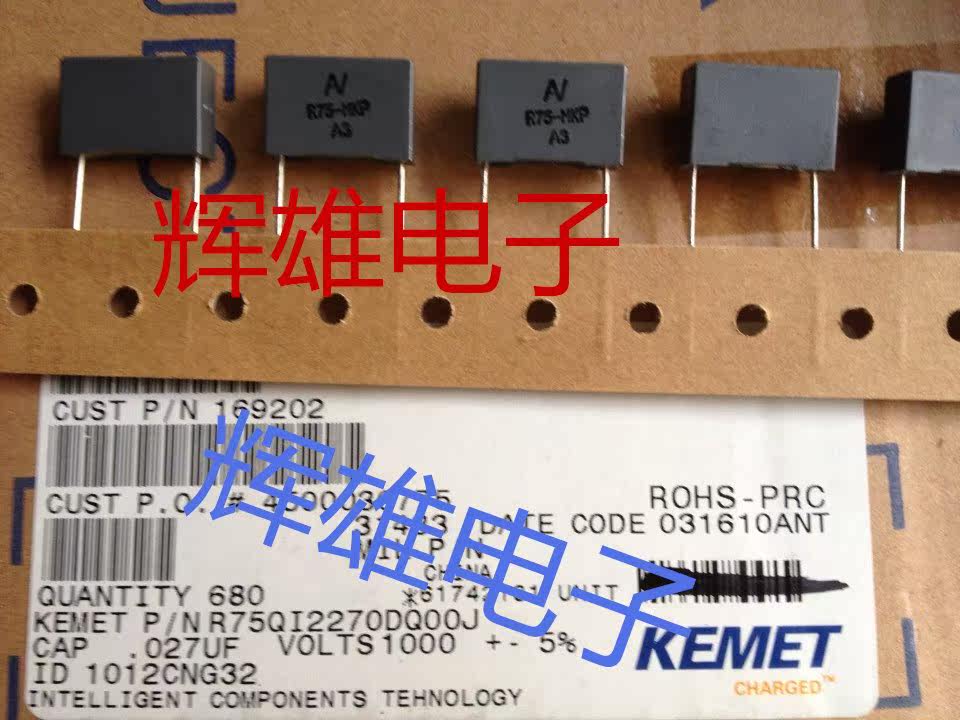 R75-MKP
A3
R75-MKP
A3
辉雄电子
CUST P/N 169202
CUST P.O. #
ROHS-PRC
DATE CODE 031610ANT
CHINA
UNIT
QUANTITY 680
KEMET P/N R75QI2270DQ00J
CAP .027UF VOLTS 1000 +- 5%
ID 1012CNG32
INTELLIGENT COMPONENTS TEHNOLOGY
辉雄电子
KEMET
CHARGED™